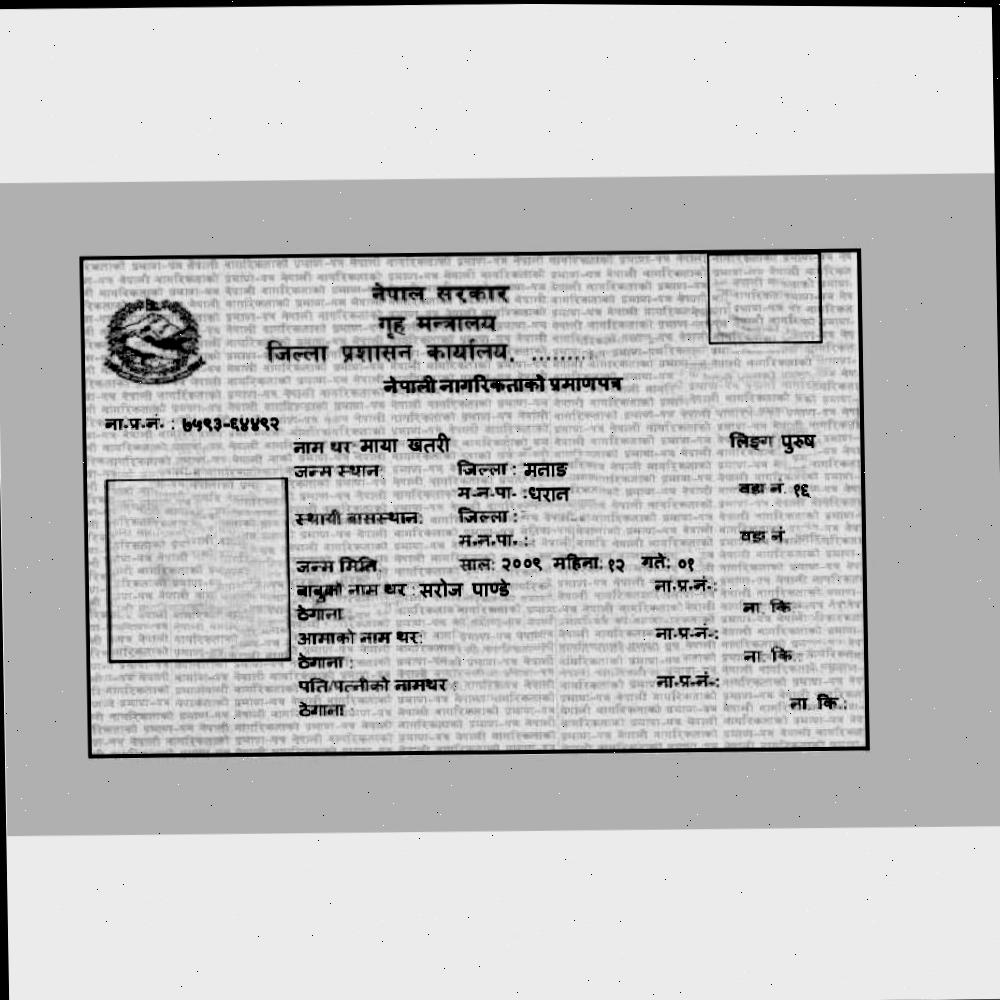 नेपाल सरकार
गृह मन्त्रालय
जिल्ला प्रशासन कार्यालय, .........
नेपाली नागरिकताको प्रमाणपत्र
ना.प्र.नं. : ७५९३-६४४९२
नाम थर माया खतरी लिङ्ग पुरुष
जन्म स्थान: जिल्ला : मनाङ
म.न.पा. :धरान वडा नं. १६
स्थायी बासस्थान: जिल्ला :
म.न.पा. : वडा नं.
जन्म मिति: साल: २००९ महिना: १२ गते: ०१
बाबुको नाम थर : सरोज पाण्डे ना.प्र.नं.:
ठेगाना : ना. कि.:
आमाको नाम थर: ना.प्र.नं.:
ठेगाना : ना. कि.:
पति/पत्नीको नामथर : ना.प्र.नं.:
ठेगाना : ना. कि.: